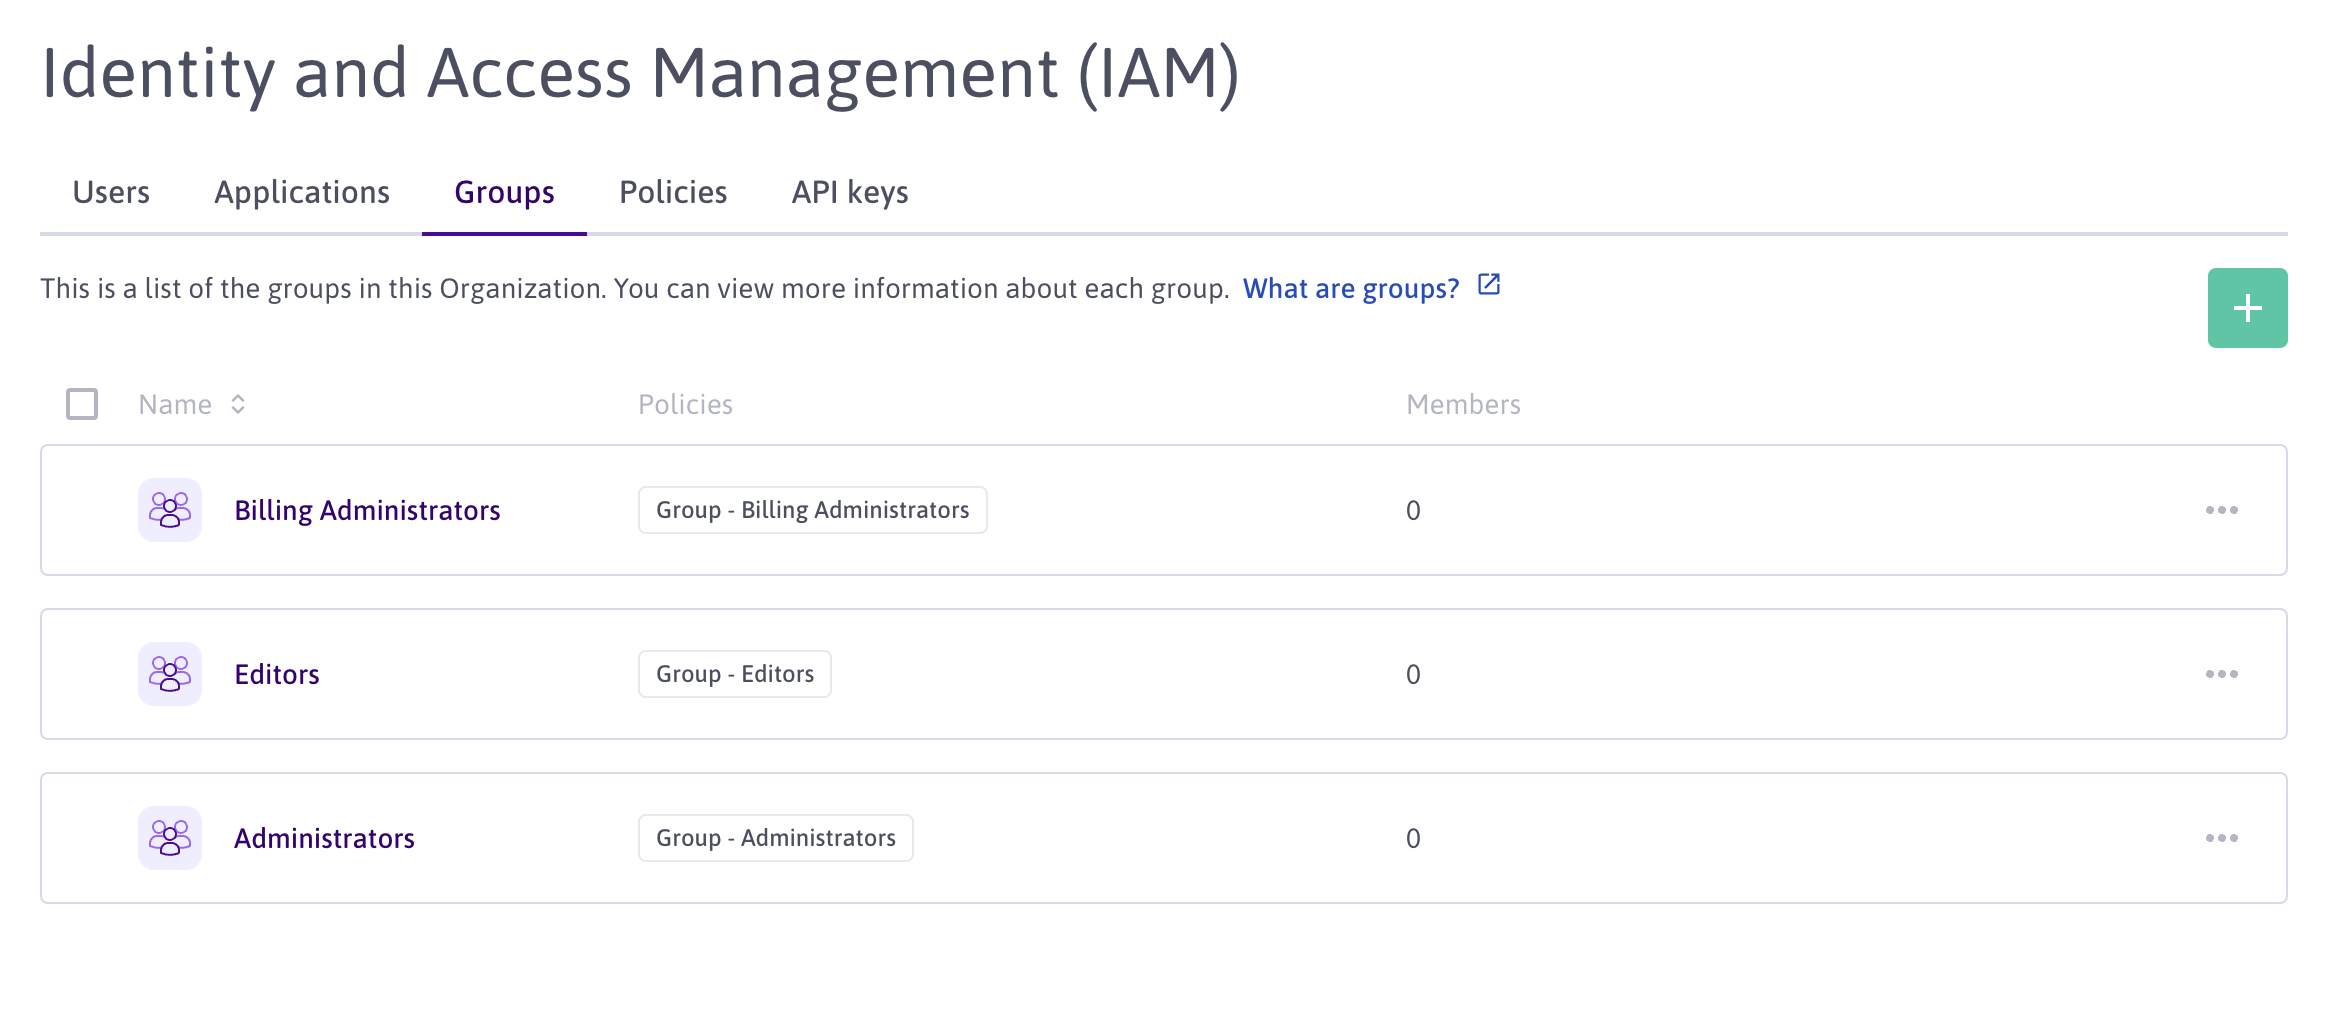 Identity and Access Management (IAM)
Users Applications Groups Policies API keys
This is a list of the groups in this Organization. You can view more information about each group. What are groups?
Name Policies Members
Billing Administrators Group - Billing Administrators 0
Editors Group - Editors 0
Administrators Group - Administrators 0